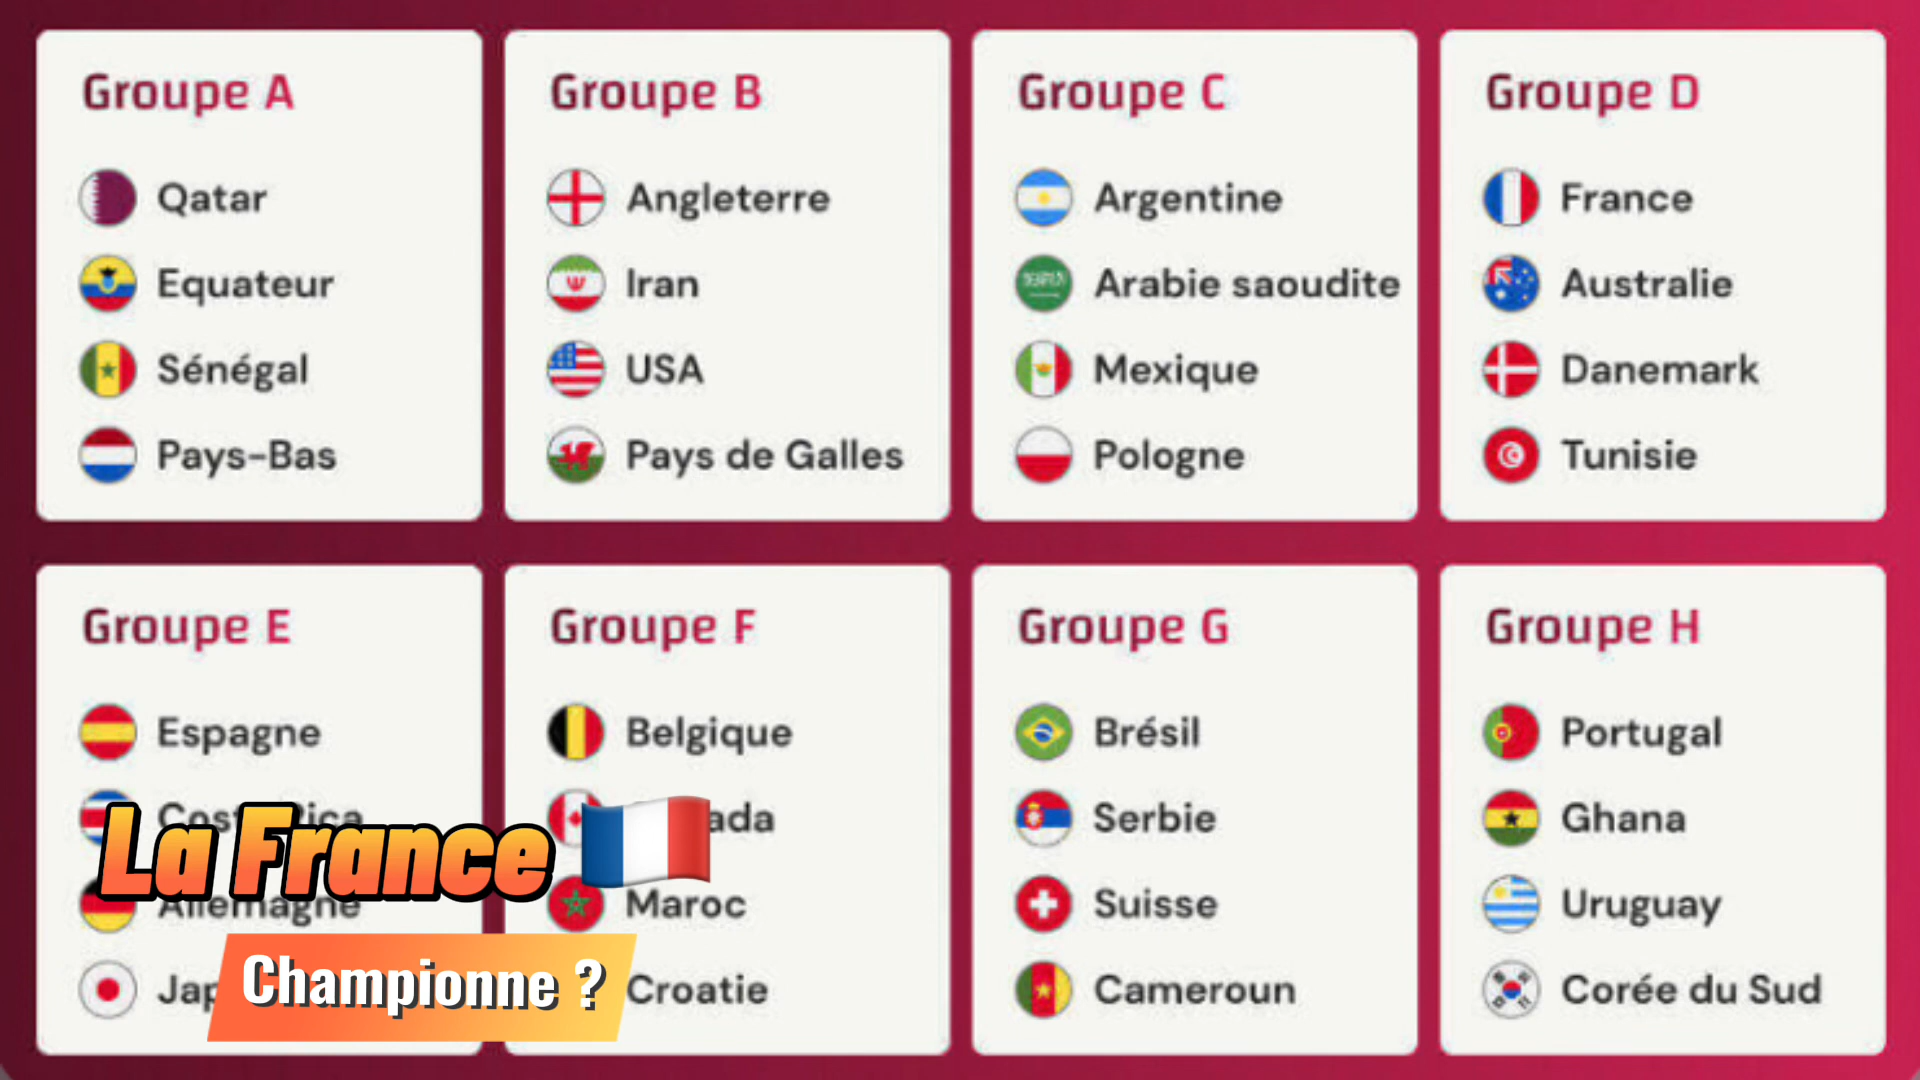 Groupe A
Qatar
Equateur
Sénégal
Pays-Bas
Groupe B
Angleterre
Iran
USA
Pays de Galles
Groupe C
Argentine
Arabie saoudite
Mexique
Pologne
Groupe D
France
Australie
Danemark
Tunisie
Groupe E
Espagne
Allemagne
Groupe F
Belgique
Maroc
Croatie
Groupe G
Brésil
Serbie
Suisse
Cameroun
Groupe H
Portugal
Ghana
Uruguay
Corée du Sud
La France
Championne ?